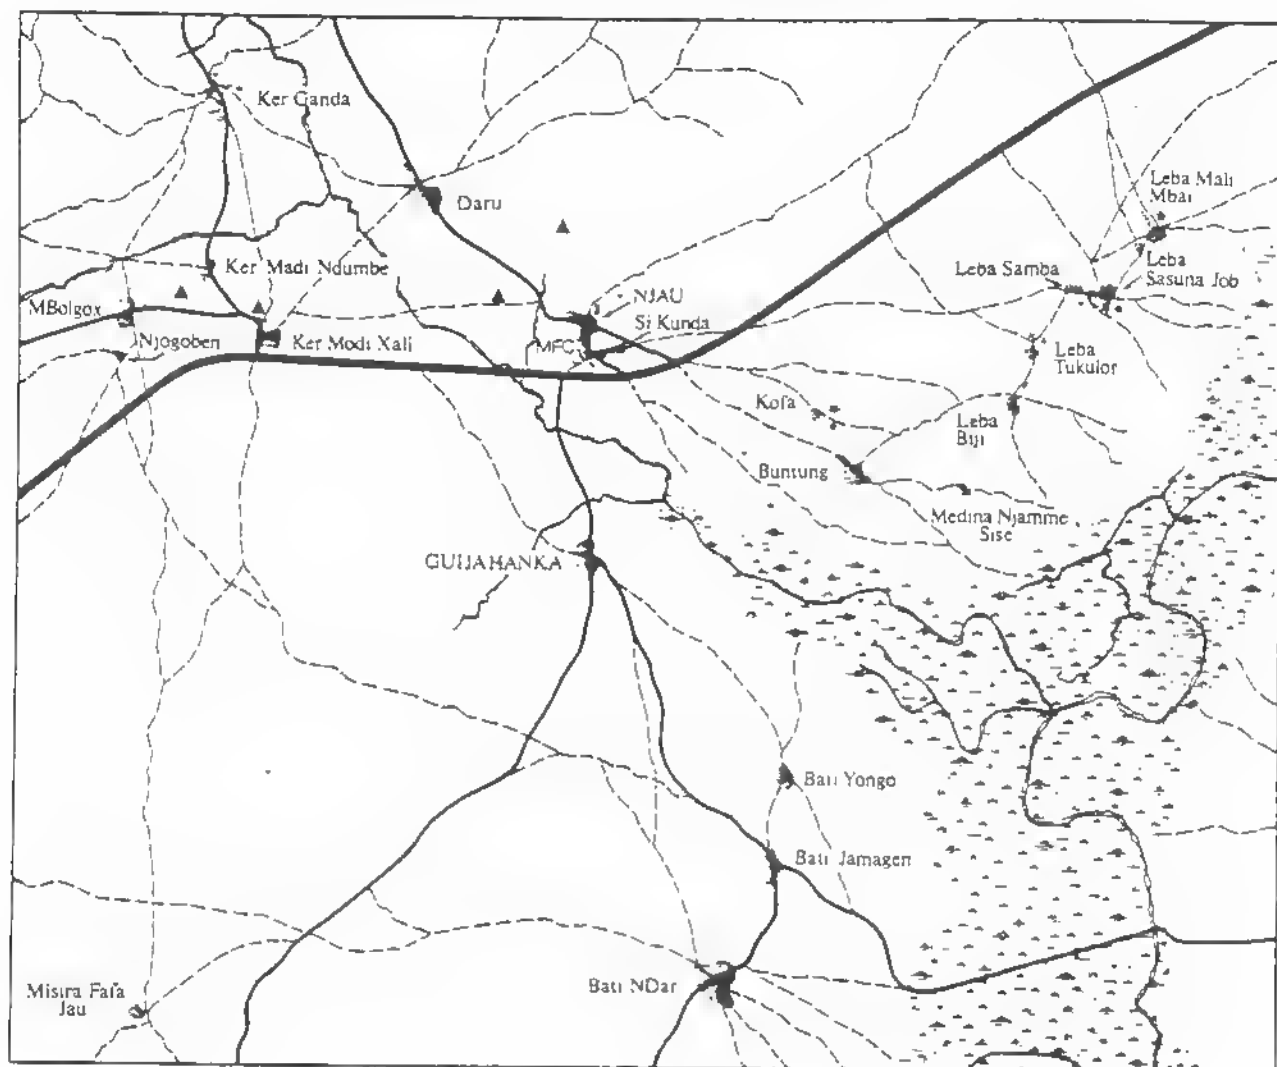 Ker Ganda
Daru
Leba Mali
Mbai
Ker Madi Ndumbe
Leba Samba
Leba
Sasuna Job
MBolgox
NJAU
Si Kunda
Njogoben
Ker Modi Xali
MFC
Leba
Tukulor
Kofa
Leba
Biji
Buntung
Medina Njamme
Sise
GUIJAHANKA
Bati Yongo
Bati Jamagen
Bati NDar
Misira Fafa
Jau